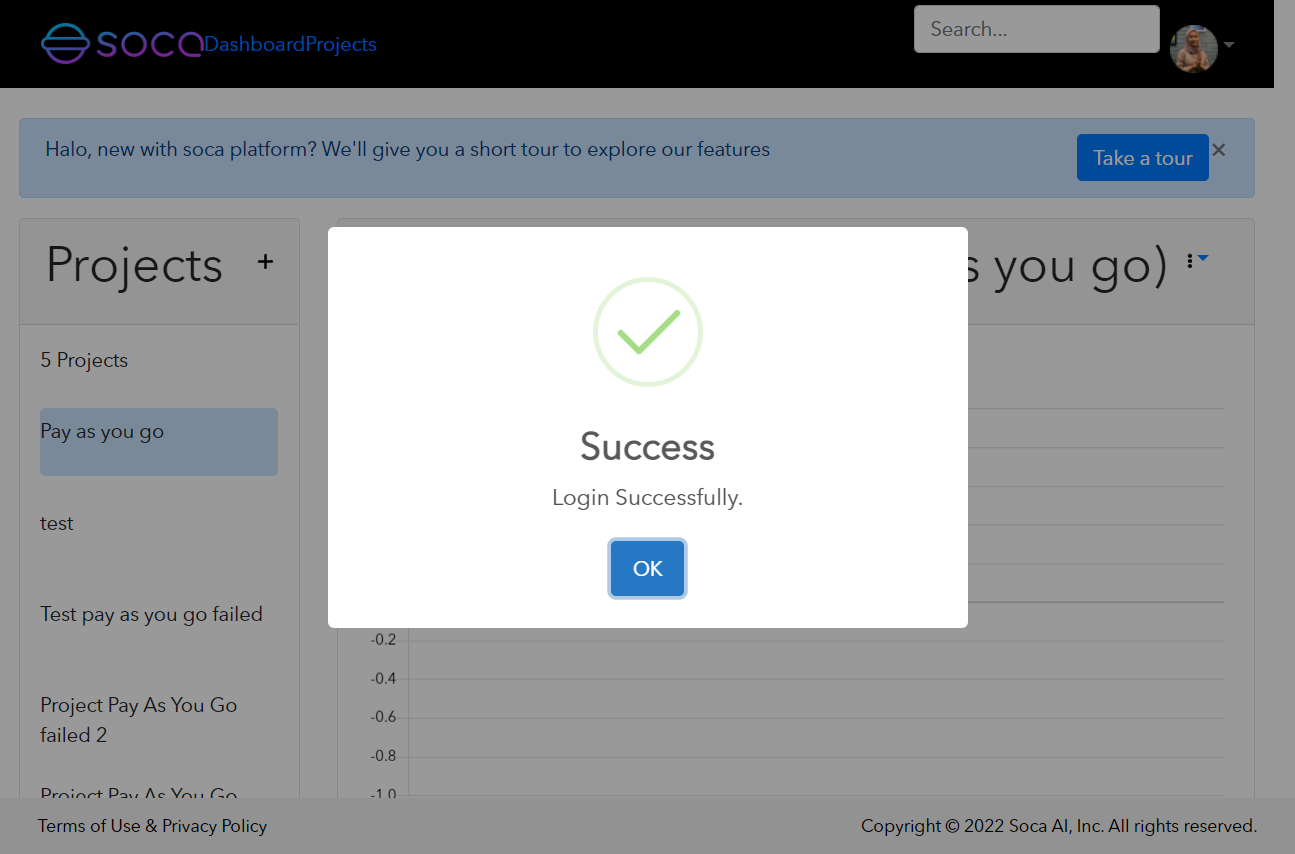 soca
DashboardProjects
Search...
Halo, new with soca platform? We'll give you a short tour to explore our features
Take a tour
×
Projects +
s you go)
5 Projects
Pay as you go
test
Test pay as you go failed
Project Pay As You Go
failed 2
Project Pay As You Go
Success
Login Successfully.
OK
-0.2
-0.4
-0.6
-0.8
-1.0
Terms of Use & Privacy Policy
Copyright © 2022 Soca AI, Inc. All rights reserved.